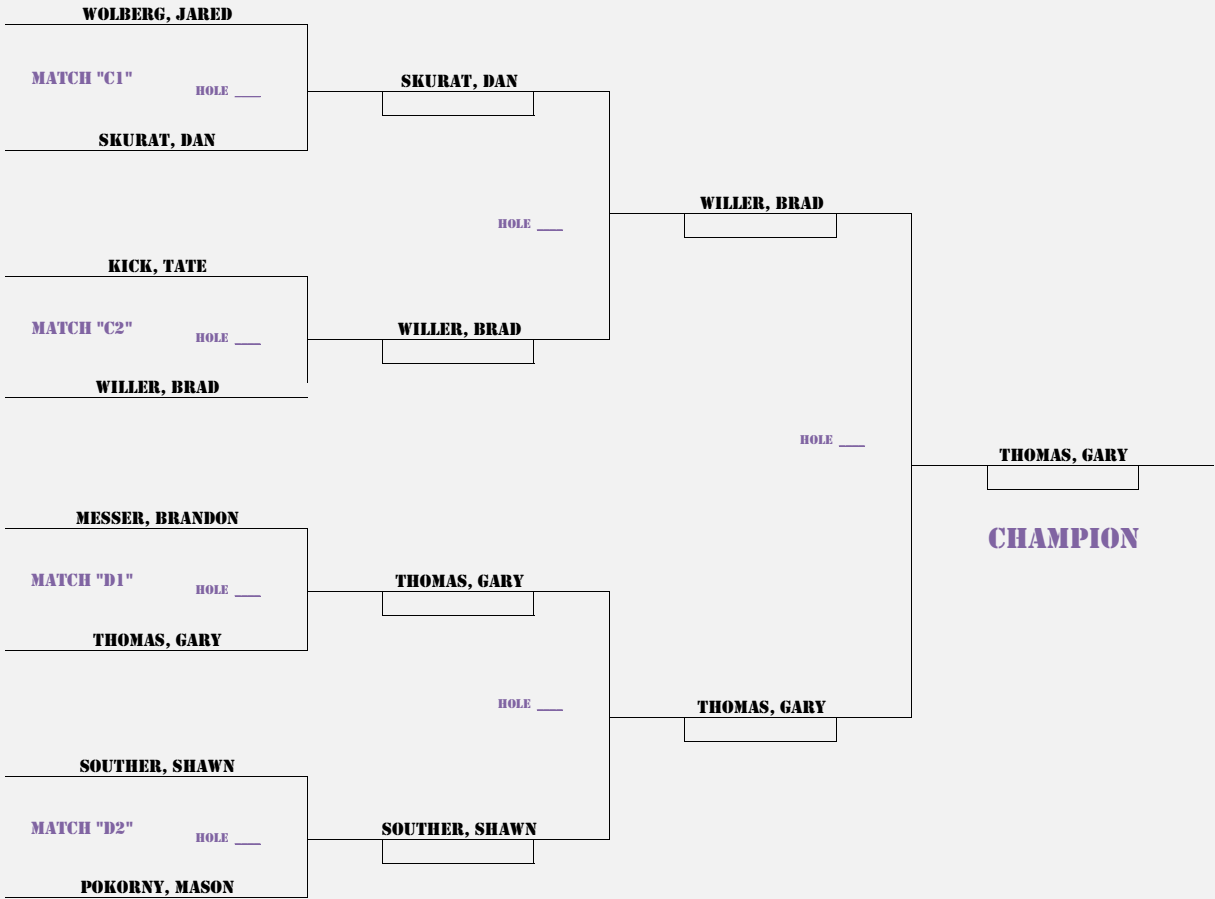 WOLBERG, JARED
MATCH "C1"
HOLE ___
SKURAT, DAN
SKURAT, DAN
HOLE ___
KICK, TATE
MATCH "C2"
HOLE ___
WILLER, BRAD
WILLER, BRAD
WILLER, BRAD
HOLE ___
THOMAS, GARY
CHAMPION
MESSER, BRANDON
MATCH "D1"
HOLE ___
THOMAS, GARY
THOMAS, GARY
HOLE ___
THOMAS, GARY
SOUTHER, SHAWN
MATCH "D2"
HOLE ___
POKORNY, MASON
SOUTHER, SHAWN